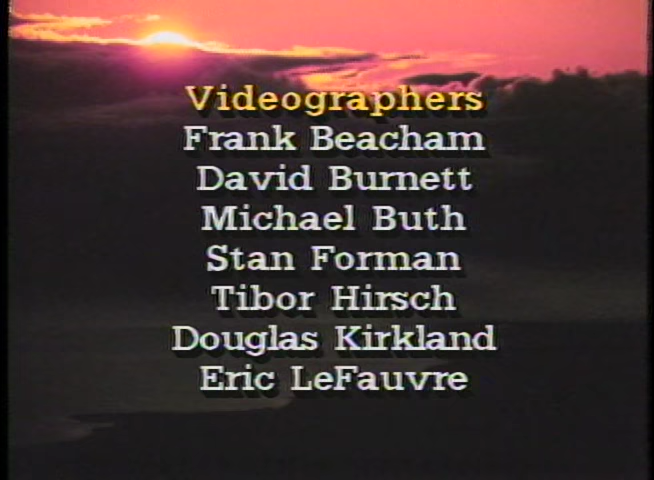 Videographers
Frank Beacham
David Burnett
Michael Buth
Stan Forman
Tibor Hirsch
Douglas Kirkland
Eric LeFauvre